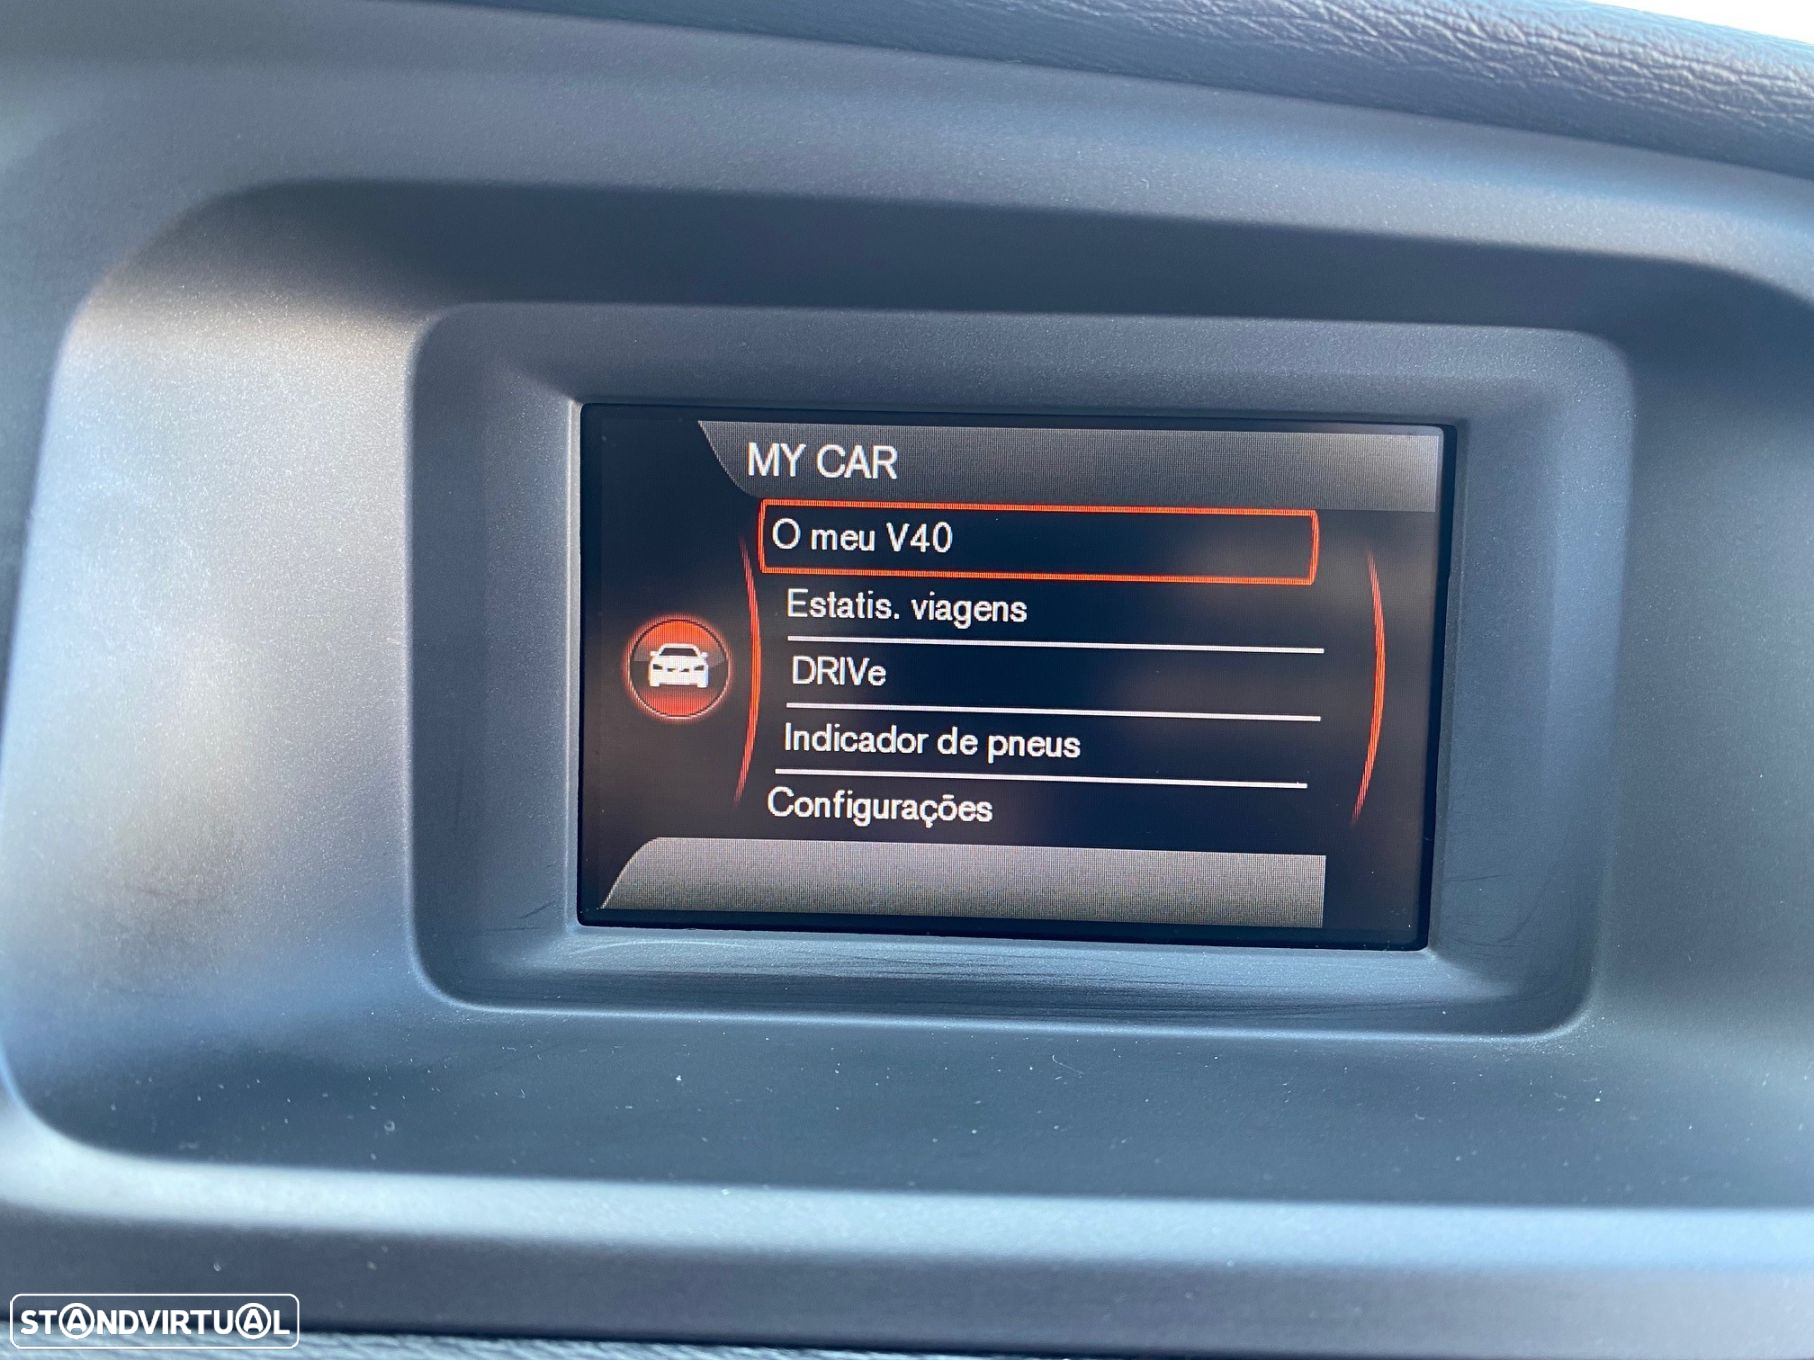 MY CAR
O meu V40
Estatis. viagens
DRIVe
Indicador de pneus
Configurações
STANDVIRTUAL